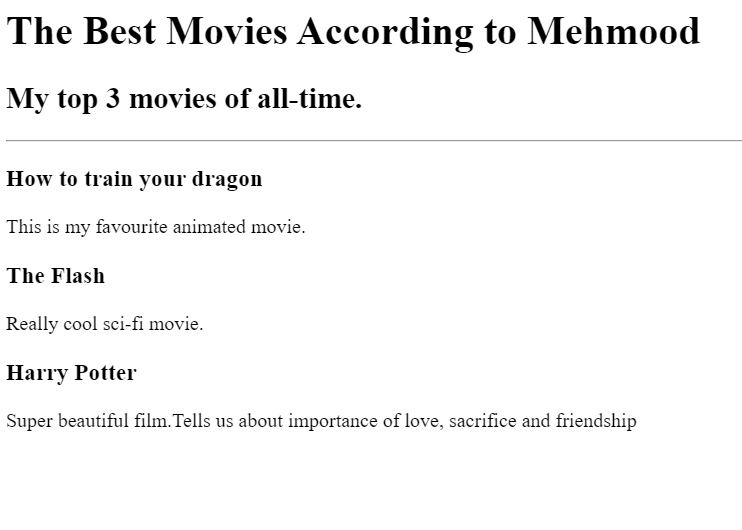 The Best Movies According to Mehmood
My top 3 movies of all-time.
How to train your dragon
This is my favourite animated movie.
The Flash
Really cool sci-fi movie.
Harry Potter
Super beautiful film.Tells us about importance of love, sacrifice and friendship